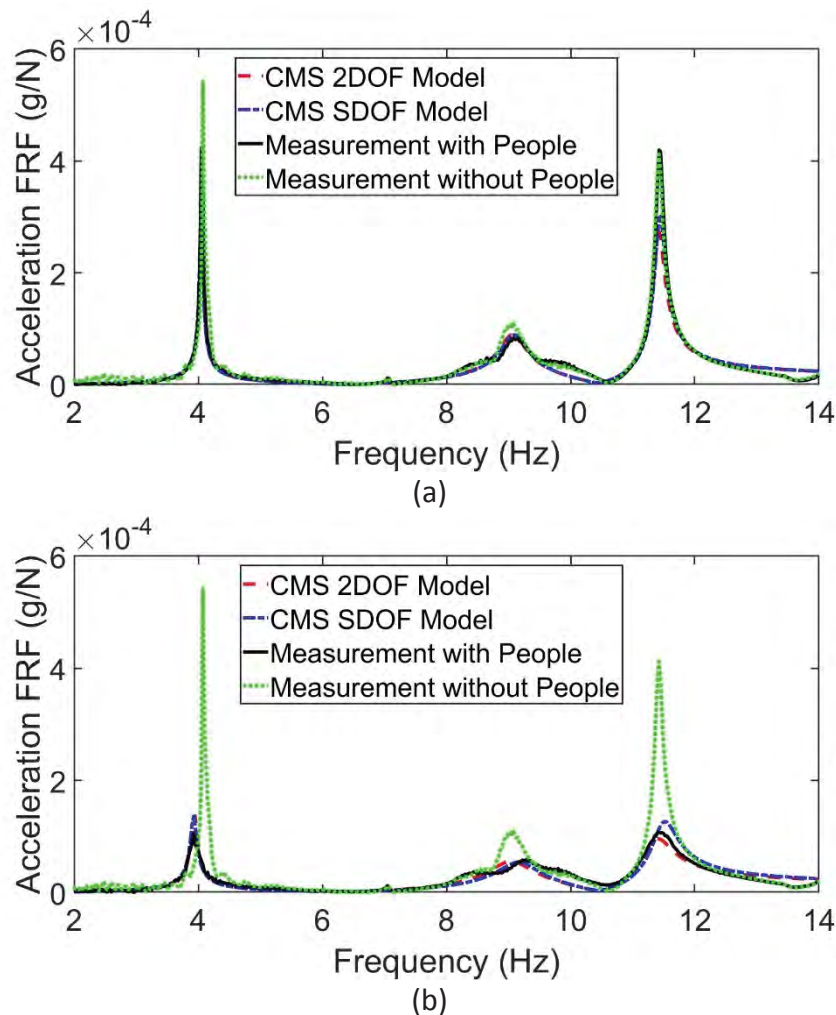 ×10⁻⁴
6
CMS 2DOF Model
CMS SDOF Model
Measurement with People
Measurement without People
4
2
0
Acceleration FRF (g/N)
2 4 6 8 10 12 14
Frequency (Hz)
(a)
×10⁻⁴
6
CMS 2DOF Model
CMS SDOF Model
Measurement with People
Measurement without People
4
2
0
Acceleration FRF (g/N)
2 4 6 8 10 12 14
Frequency (Hz)
(b)